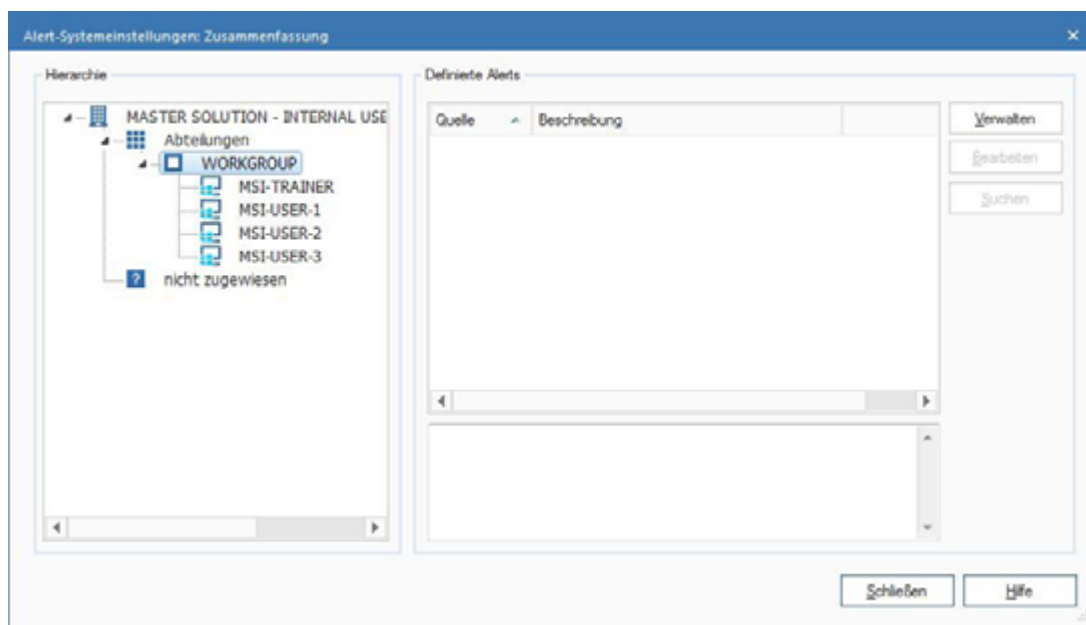 Alert-Systemeinstellungen: Zusammenfassung
Hierarchie
MASTER SOLUTION - INTERNAL USE
Abteilungen
WORKGROUP
MSI-TRAINER
MSI-USER-1
MSI-USER-2
MSI-USER-3
nicht zugewiesen
Definierte Alerts
Quelle Beschreibung
Verwalten
Bearbeiten
Suchen
Schließen Hilfe